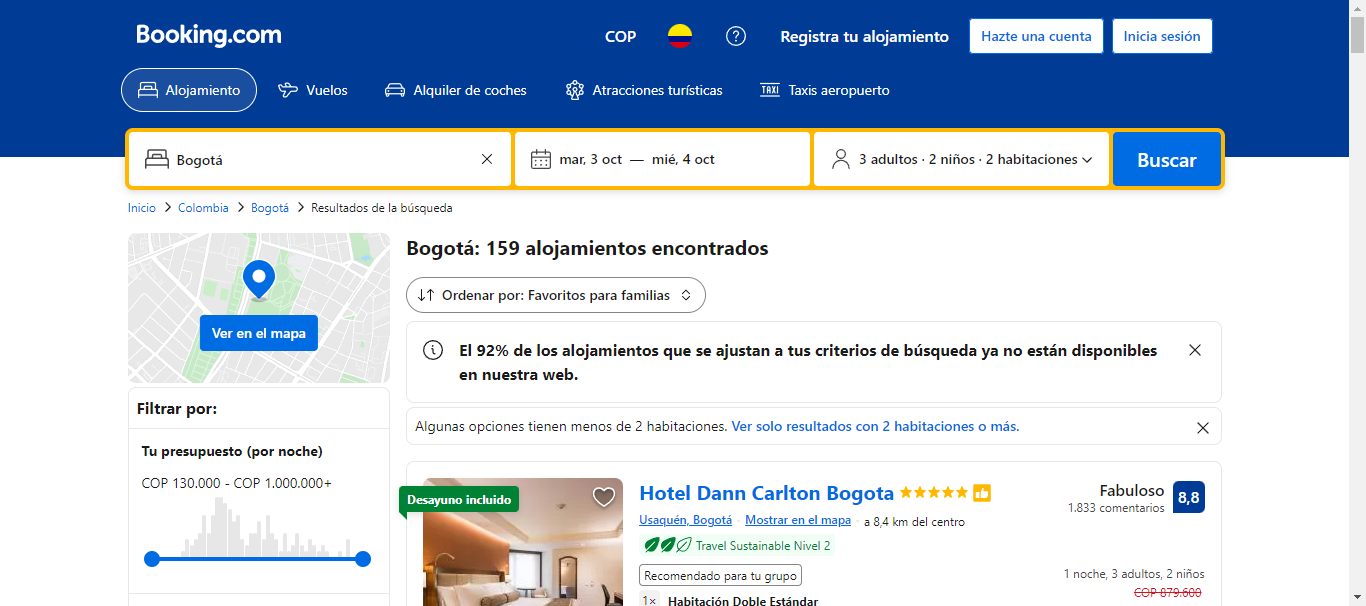 Booking.com
COP
Registra tu alojamiento
Hazte una cuenta
Inicia sesión
Alojamiento
Vuelos
Alquiler de coches
Atracciones turísticas
TAXI
Taxis aeropuerto
Bogotá
mar, 3 oct — mié, 4 oct
3 adultos · 2 niños · 2 habitaciones
Buscar
Inicio > Colombia > Bogotá > Resultados de la búsqueda
Ver en el mapa
Filtrar por:
Tu presupuesto (por noche)
COP 130.000 - COP 1.000.000+
Bogotá: 159 alojamientos encontrados
Ordenar por: Favoritos para familias
El 92% de los alojamientos que se ajustan a tus criterios de búsqueda ya no están disponibles
en nuestra web.
Algunas opciones tienen menos de 2 habitaciones. Ver solo resultados con 2 habitaciones o más.
Desayuno incluido
Hotel Dann Carlton Bogota
Usaquén, Bogotá · Mostrar en el mapa · a 8,4 km del centro
Travel Sustainable Nivel 2
Recomendado para tu grupo
1× Habitación Doble Estándar
Fabuloso
1.833 comentarios
8,8
1 noche, 3 adultos, 2 niños
COP 879.600